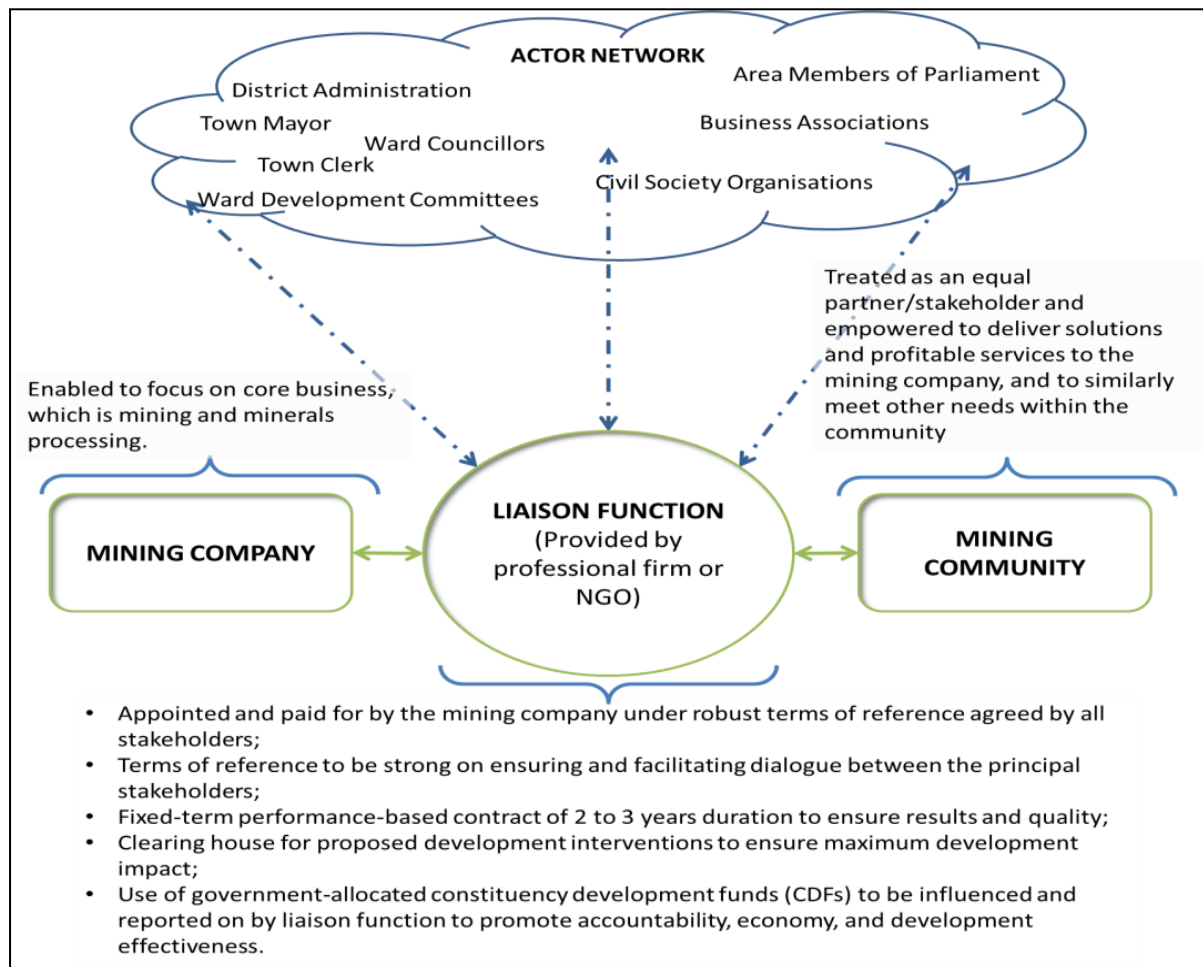 ACTOR NETWORK
Area Members of Parliament
District Administration
Town Mayor
Business Associations
Ward Councillors
Town Clerk
Civil Society Organisations
Ward Development Committees
Treated as an equal
partner/stakeholder and
empowered to deliver solutions
and profitable services to the
mining company, and to similarly
meet other needs within the
community
Enabled to focus on core business,
which is mining and minerals
processing.
MINING COMPANY
LIAISON FUNCTION
(Provided by
professional firm or
NGO)
MINING
COMMUNITY
• Appointed and paid for by the mining company under robust terms of reference agreed by all
stakeholders;
• Terms of reference to be strong on ensuring and facilitating dialogue between the principal
stakeholders;
• Fixed-term performance-based contract of 2 to 3 years duration to ensure results and quality;
• Clearing house for proposed development interventions to ensure maximum development
impact;
• Use of government-allocated constituency development funds (CDFs) to be influenced and
reported on by liaison function to promote accountability, economy, and development
effectiveness.